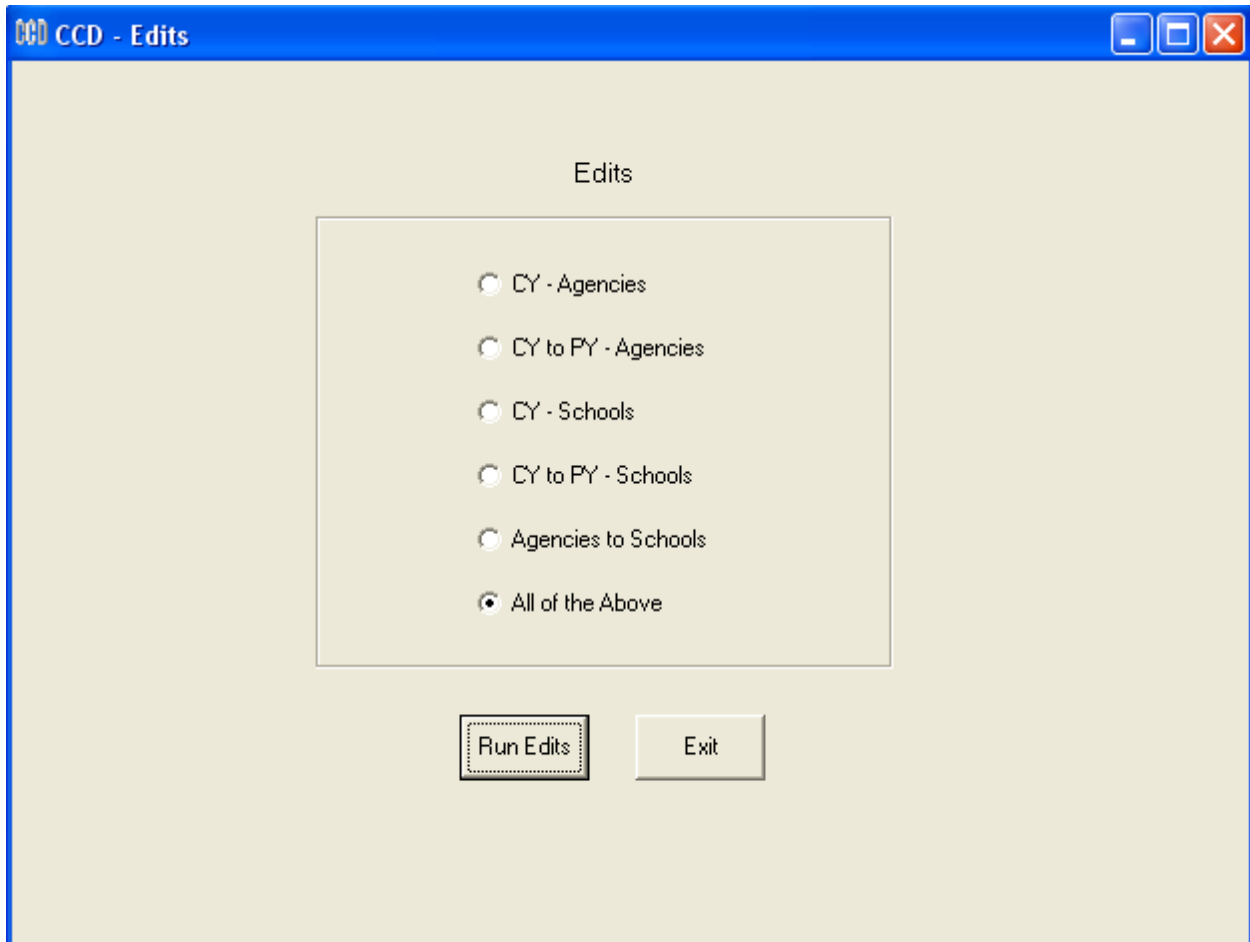 CCD CCD - Edits
Edits
CY - Agencies
CY to PY - Agencies
CY - Schools
CY to PY - Schools
Agencies to Schools
All of the Above
Run Edits Exit